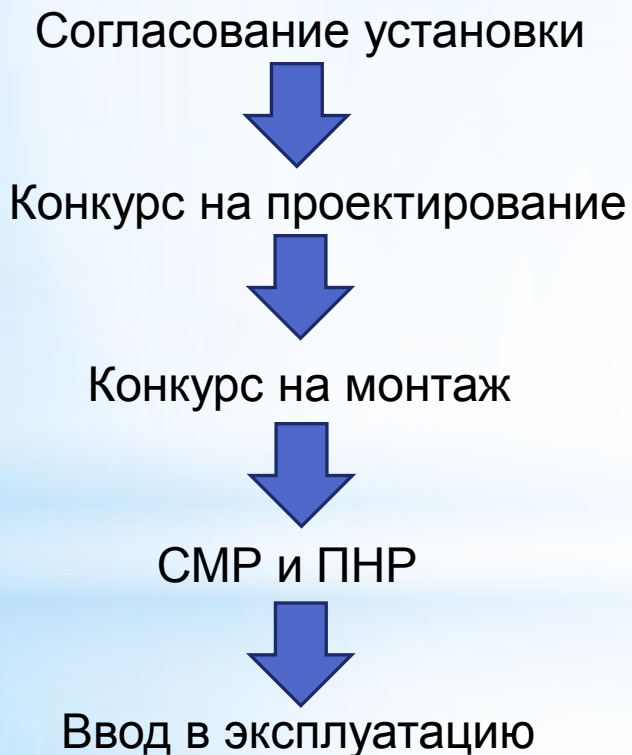 Согласование установки
Конкурс на проектирование
Конкурс на монтаж
СМР и ПНР
Ввод в эксплуатацию